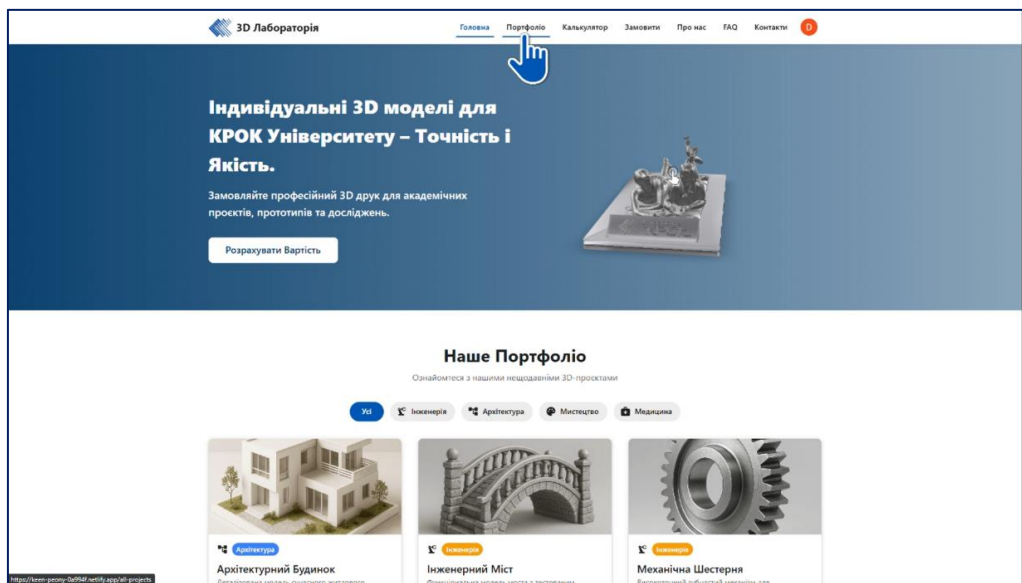 3D Лабораторія
Головна Портфоліо Калькулятор Замовити Про нас FAQ Контакти D
Індивідуальні 3D моделі для
КРОК Університету – Точність і
Якість.
Замовляйте професійний 3D друк для академічних
проєктів, прототипів та досліджень.
Розрахувати Вартість
Наше Портфоліо
Ознайомтеся з нашими нещодавніми 3D-проєктами
Усі Інженерія Архітектура Мистецтво Медицина
Архітектура Інженерія Інженерія
Архітектурний Будинок Інженерний Міст Механічна Шестерня
https://keen-peony-0a994f.netlify.app/all-projects